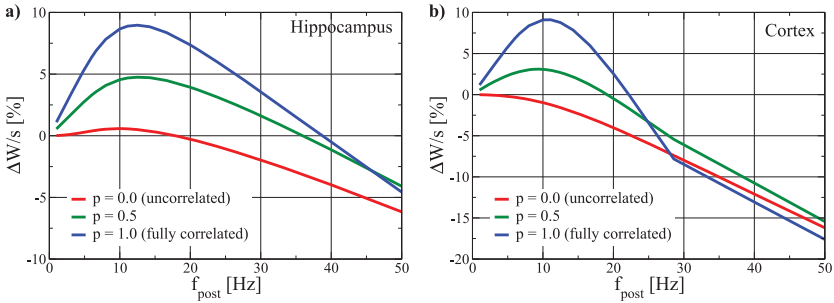 a)
Hippocampus
ΔW/s [%]
10
5
0
-5
-10
p = 0.0 (uncorrelated)
p = 0.5
p = 1.0 (fully correlated)
0
10
20
30
40
50
f_post [Hz]
b)
Cortex
ΔW/s [%]
10
5
0
-5
-10
-15
-20
p = 0.0 (uncorrelated)
p = 0.5
p = 1.0 (fully correlated)
0
10
20
30
40
50
f_post [Hz]